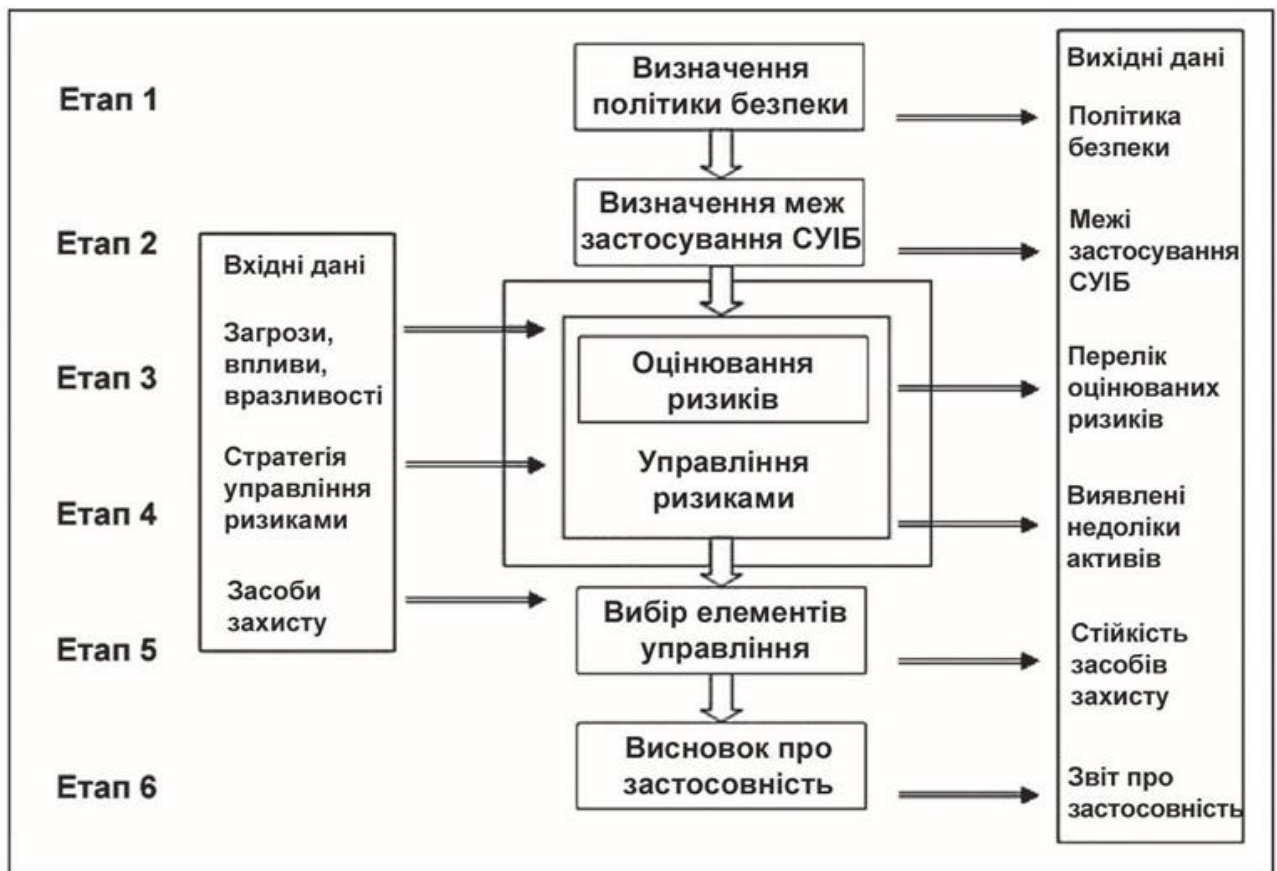 Етап 1
Етап 2
Етап 3
Етап 4
Етап 5
Етап 6
Вхідні дані
Загрози,
впливи,
вразливості
Стратегія
управління
ризиками
Засоби
захисту
Визначення
політики безпеки
Визначення меж
застосування СУІБ
Оцінювання
ризиків
Управління
ризиками
Вибір елементів
управління
Висновок про
застосовність
Вихідні дані
Політика
безпеки
Межі
застосування
СУІБ
Перелік
оцінюваних
ризиків
Виявлені
недоліки
активів
Стійкість
засобів
захисту
Звіт про
застосовність